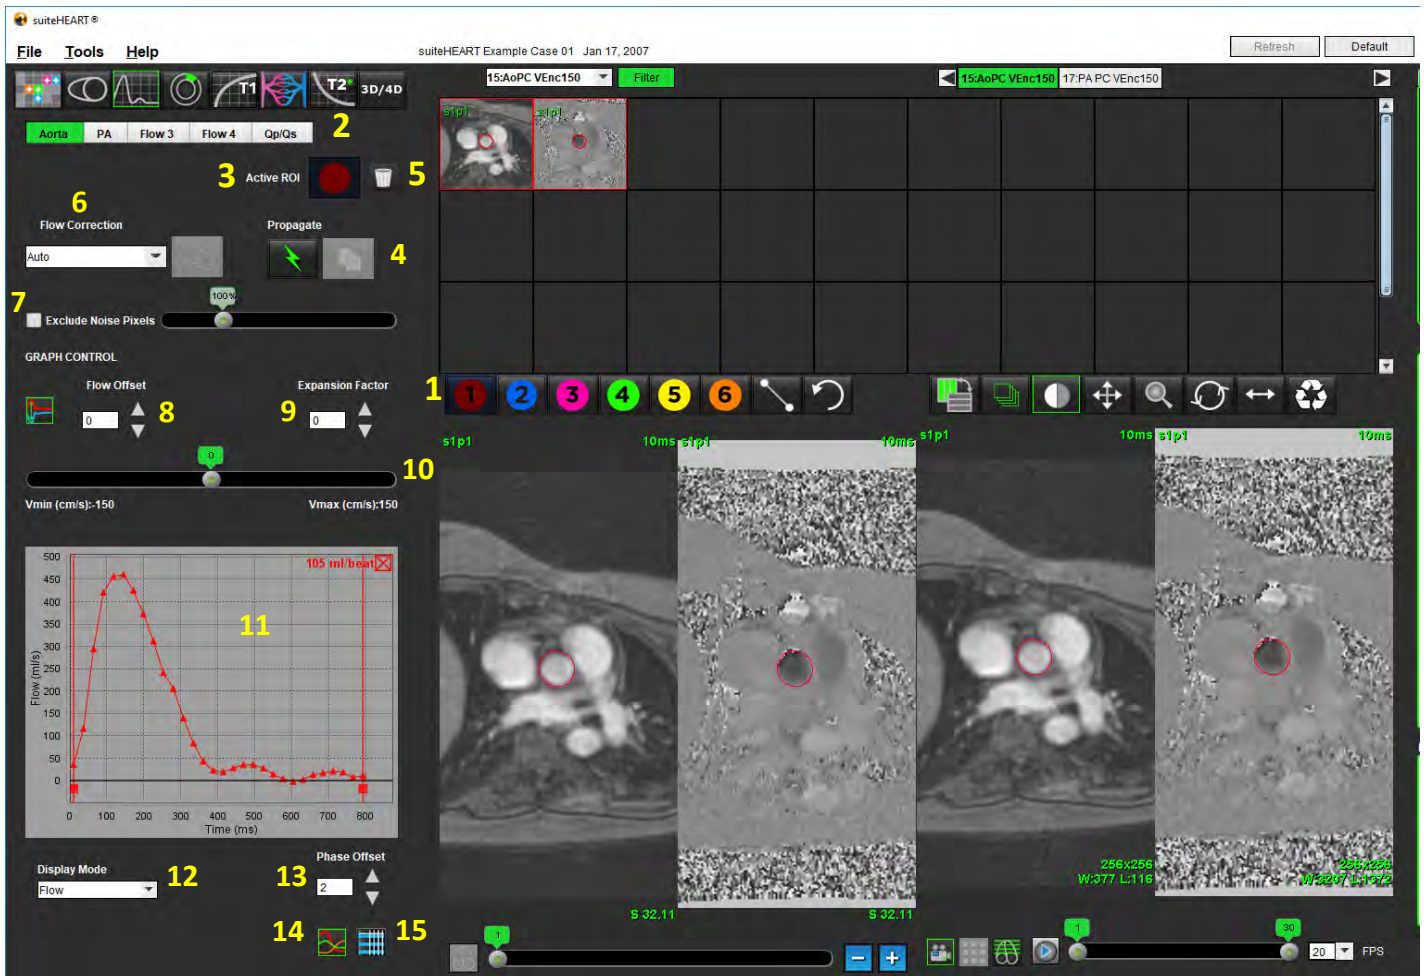 suiteHEART®
File Tools Help
suiteHEART Example Case 01 Jan 17, 2007
Refresh Default
T1 T2* 3D/4D
15:AoPC VEnc150 Filter
15:AoPC VEnc150 17:PA PC VEnc150
2
Aorta PA Flow 3 Flow 4 Qp/Qs
s1p1 s1p1
3 Active ROI 5
6
Flow Correction Propagate
Auto 4
7 100%
Exclude Noise Pixels
GRAPH CONTROL
Flow Offset Expansion Factor
0 8 9 0
1 1 2 3 4 5 6
0 10
Vmin (cm/s):-150 Vmax (cm/s):150
s1p1 10ms s1p1 10ms s1p1 10ms s1p1 10ms
105 ml/beat
500
450
400
350
300
250
200
150
100
50
0
Flow (ml/s)
11
0 100 200 300 400 500 600 700 800
Time (ms)
256x256
W:377 L:116
256x256
W:3207 L:1372
S 32.11 S 32.11
Display Mode
Flow 12
Phase Offset
13 2
14 15
1
1 30
20 FPS